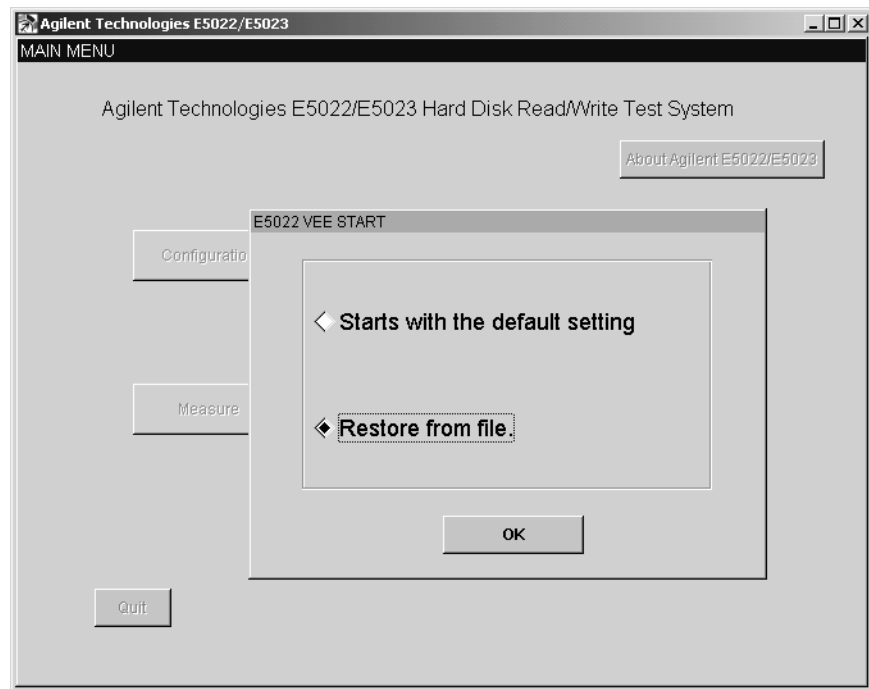 Agilent Technologies E5022/E5023
MAIN MENU
Agilent Technologies E5022/E5023 Hard Disk Read/Write Test System
About Agilent E5022/E5023
E5022 VEE START
Configuratio
Starts with the default setting
Measure
Restore from file.
OK
Quit